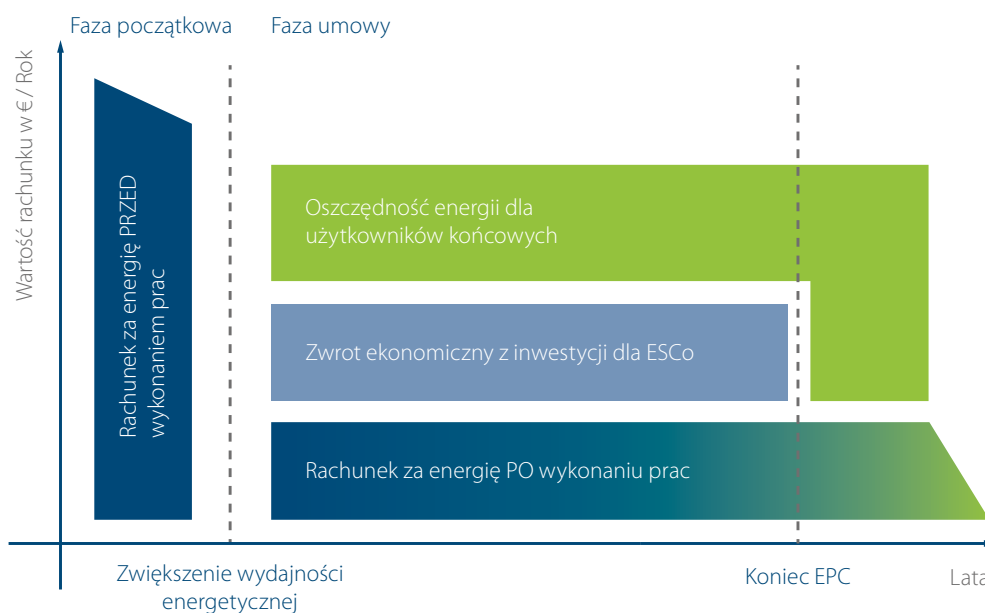 Faza początkowa
Faza umowy
Wartość rachunku w € / Rok
Rachunek za energię PRZED
wykonaniem prac
Oszczędność energii dla
użytkowników końcowych
Zwrot ekonomiczny z inwestycji dla ESCo
Rachunek za energię PO wykonaniu prac
Zwiększenie wydajności
energetycznej
Koniec EPC
Lata